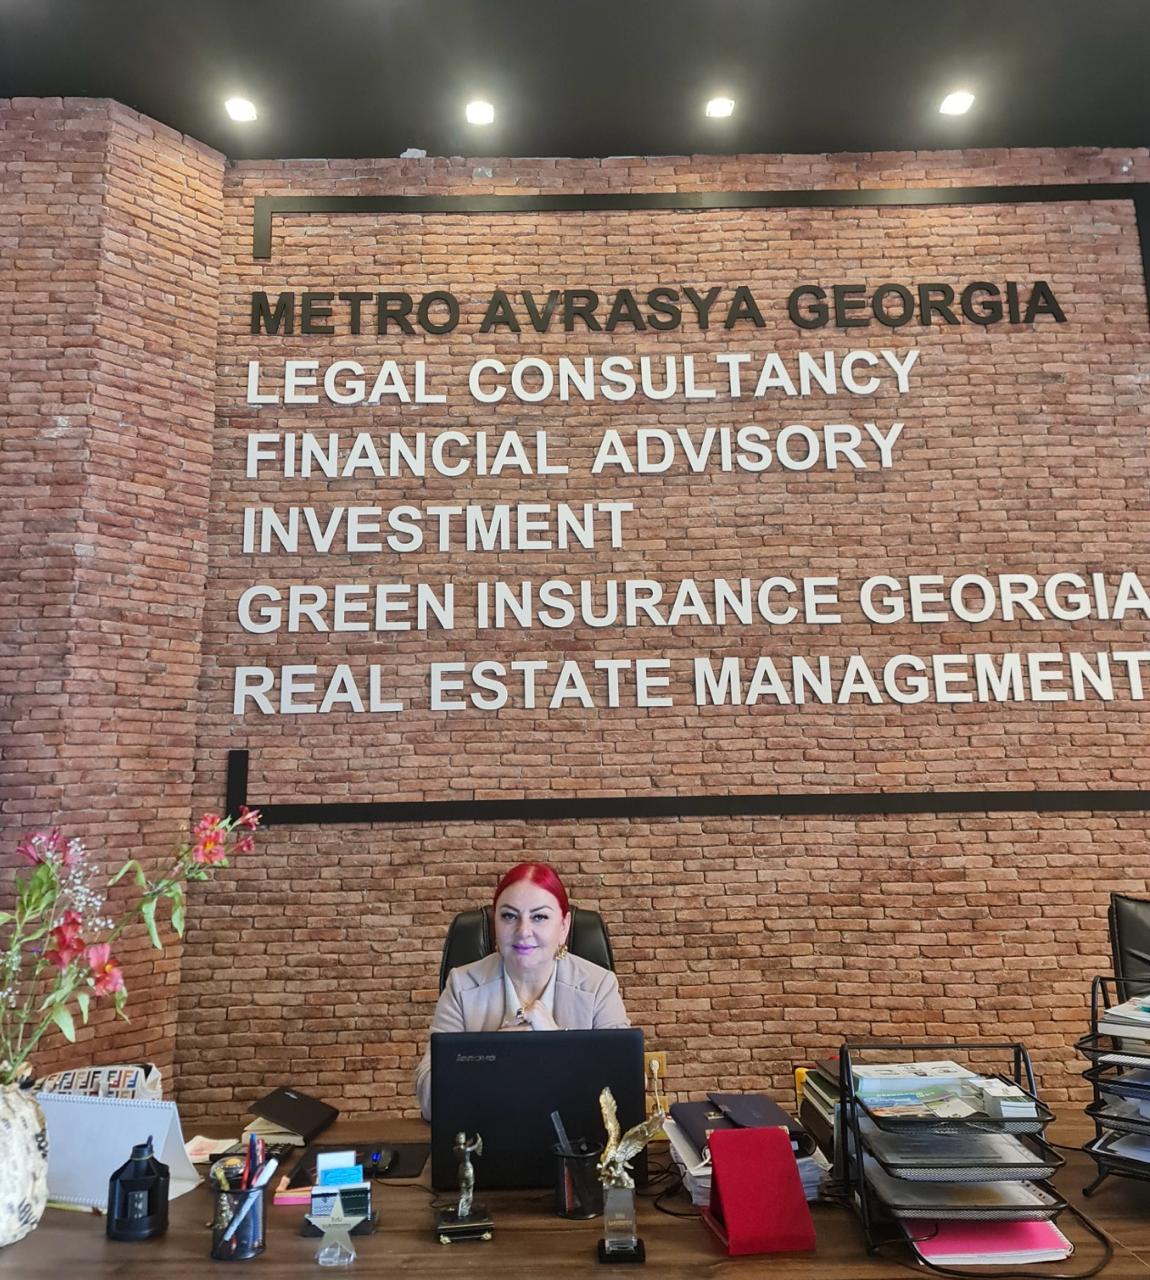 METRO AVRASYA GEORGIA
LEGAL CONSULTANCY
FINANCIAL ADVISORY
INVESTMENT
GREEN INSURANCE GEORGIA
REAL ESTATE MANAGEMENT
lenovo